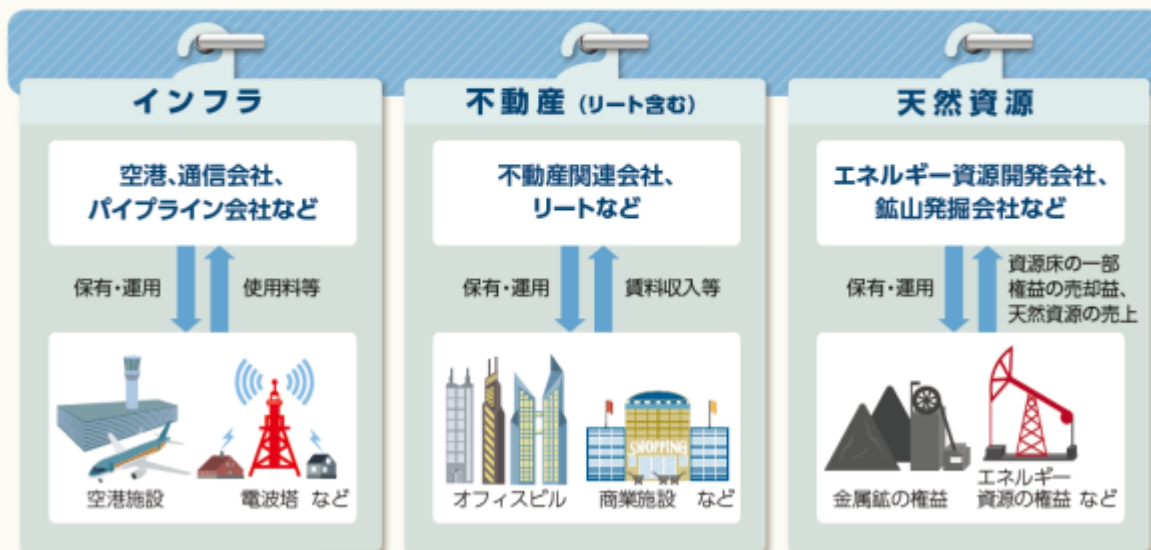 インフラ
空港、通信会社、
パイプライン会社など
保有・運用
使用料等
空港施設
電波塔 など
不動産（リート含む）
不動産関連会社、
リートなど
保有・運用
賃料収入等
SHOPPING
オフィスビル
商業施設 など
天然資源
エネルギー資源開発会社、
鉱山発掘会社など
保有・運用
資源床の一部
権益の売却益、
天然資源の売上
金属鉱の権益
エネルギー
資源の権益 など